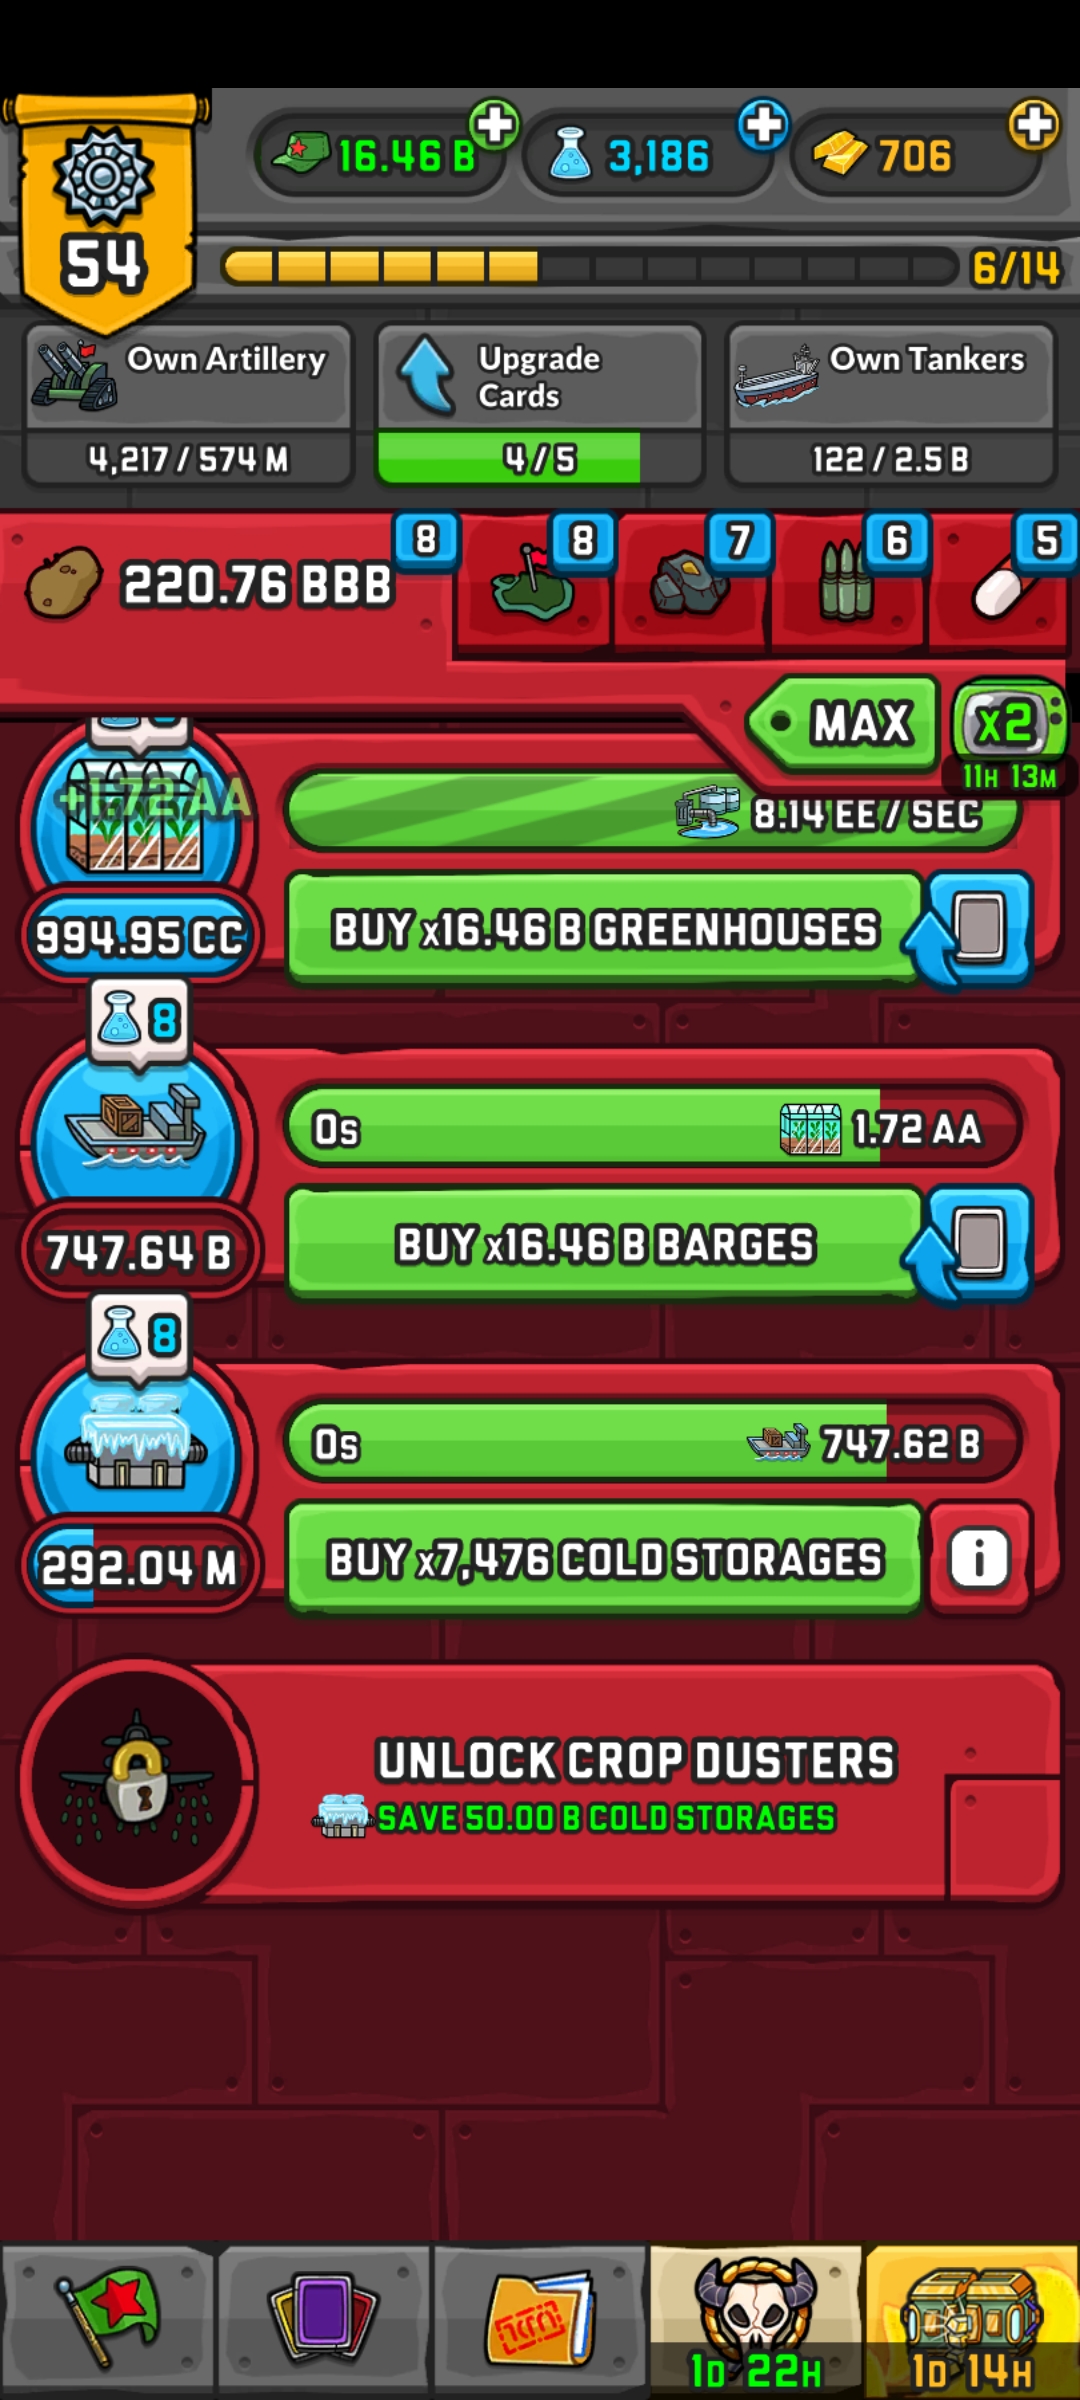 16.46 B
3,186
706
54
6/14
Own Artillery
4,217 / 574 M
Upgrade
Cards
4 / 5
Own Tankers
122 / 2.5 B
220.76 BBB
8
8
7
6
5
MAX
x2
11H 13M
+1.72 AA
8.14 EE / SEC
994.95 CC
BUY x16.46 B GREENHOUSES
8
0s
1.72 AA
747.64 B
BUY x16.46 B BARGES
8
0s
747.62 B
292.04 M
BUY x7,476 COLD STORAGES
i
UNLOCK CROP DUSTERS
SAVE 50.00 B COLD STORAGES
1D 22H
1D 14H